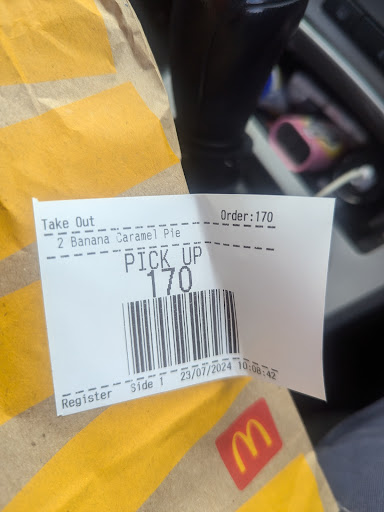 Take Out Order:170
2 Banana Caramel Pie
PICK UP
170
Register Side 1 23/07/2024 10:08:42